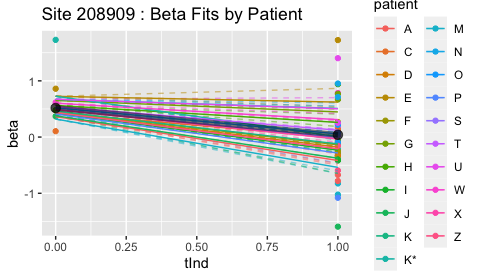 Site 208909 : Beta Fits by Patient
patient
A
C
D
E
F
G
H
I
J
K
K*
M
N
O
P
S
T
U
W
X
Z
beta
1
0
-1
0.00
0.25
0.50
0.75
1.00
tInd